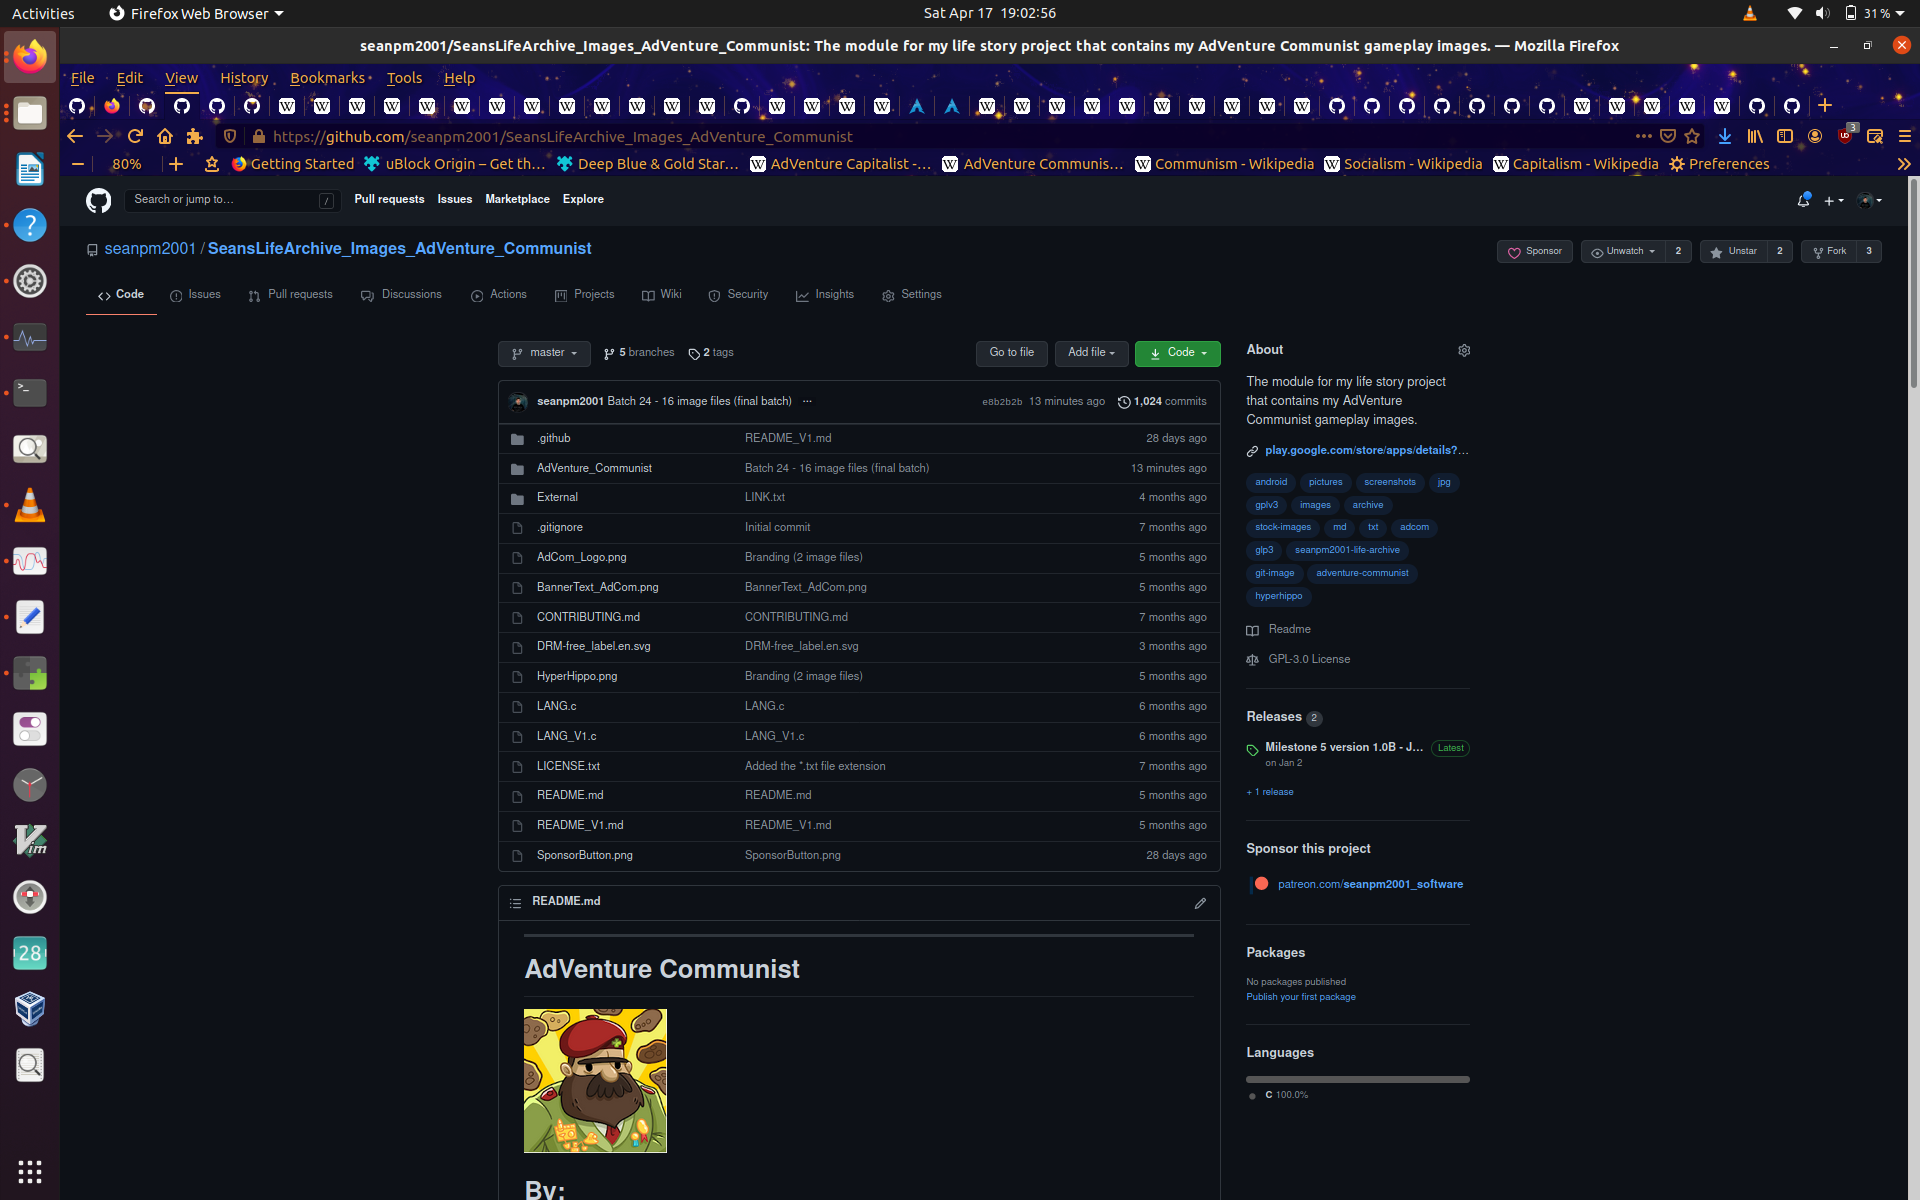 Activities Firefox Web Browser Sat Apr 17 19:02:56 31 %
seanpm2001/SeansLifeArchive_Images_AdVenture_Communist: The module for my life story project that contains my AdVenture Communist gameplay images. — Mozilla Firefox
File Edit View History Bookmarks Tools Help
https://github.com/seanpm2001/SeansLifeArchive_Images_AdVenture_Communist 3
80% Getting Started uBlock Origin – Get th… Deep Blue & Gold Star… AdVenture Capitalist -… AdVenture Communis… Communism - Wikipedia Socialism - Wikipedia Capitalism - Wikipedia Preferences
Search or jump to… / Pull requests Issues Marketplace Explore
seanpm2001 / SeansLifeArchive_Images_AdVenture_Communist Sponsor Unwatch 2 Unstar 2 Fork 3
Code Issues Pull requests Discussions Actions Projects Wiki Security Insights Settings
master 5 branches 2 tags Go to file Add file Code
seanpm2001 Batch 24 - 16 image files (final batch) ··· e8b2b2b 13 minutes ago 1,024 commits
.github README_V1.md 28 days ago
AdVenture_Communist Batch 24 - 16 image files (final batch) 13 minutes ago
External LINK.txt 4 months ago
.gitignore Initial commit 7 months ago
AdCom_Logo.png Branding (2 image files) 5 months ago
BannerText_AdCom.png BannerText_AdCom.png 5 months ago
CONTRIBUTING.md CONTRIBUTING.md 7 months ago
DRM-free_label.en.svg DRM-free_label.en.svg 3 months ago
HyperHippo.png Branding (2 image files) 5 months ago
LANG.c LANG.c 6 months ago
LANG_V1.c LANG_V1.c 6 months ago
LICENSE.txt Added the *.txt file extension 7 months ago
README.md README.md 5 months ago
README_V1.md README_V1.md 5 months ago
SponsorButton.png SponsorButton.png 28 days ago
README.md
AdVenture Communist
By:
About
The module for my life story project
that contains my AdVenture
Communist gameplay images.
play.google.com/store/apps/details?…
android pictures screenshots jpg
gplv3 images archive
stock-images md txt adcom
glp3 seanpm2001-life-archive
git-image adventure-communist
hyperhippo
Readme
GPL-3.0 License
Releases 2
Milestone 5 version 1.0B - J… Latest
on Jan 2
+ 1 release
Sponsor this project
patreon.com/seanpm2001_software
Packages
No packages published
Publish your first package
Languages
C 100.0%
28